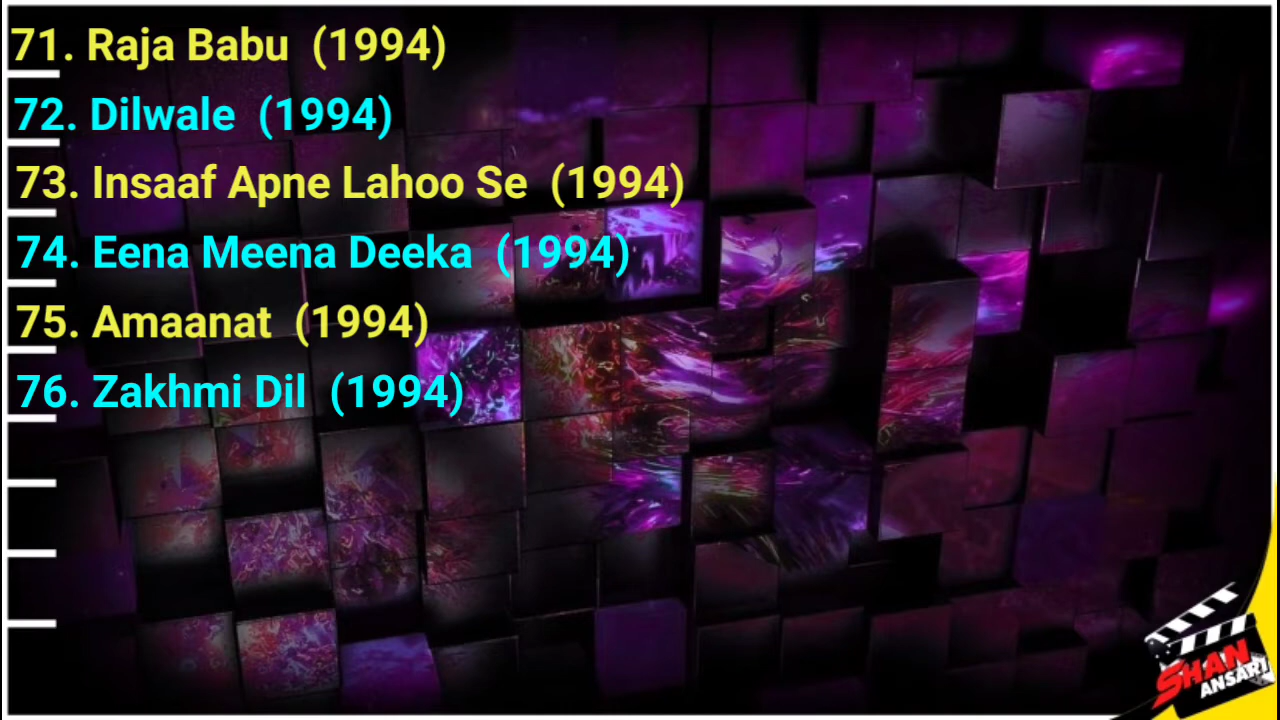 71. Raja Babu (1994)
72. Dilwale (1994)
73. Insaaf Apne Lahoo Se (1994)
74. Eena Meena Deeka (1994)
75. Amaanat (1994)
76. Zakhmi Dil (1994)
SHAN
ANSARI